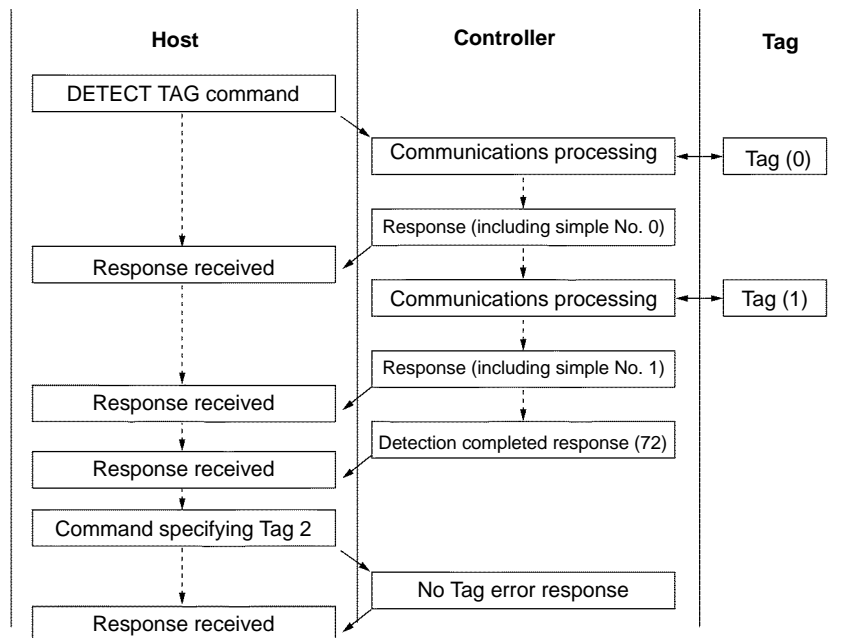 Host
Controller
Tag
DETECT TAG command
Communications processing
Tag (0)
Response (including simple No. 0)
Response received
Communications processing
Tag (1)
Response (including simple No. 1)
Response received
Detection completed response (72)
Response received
Command specifying Tag 2
No Tag error response
Response received